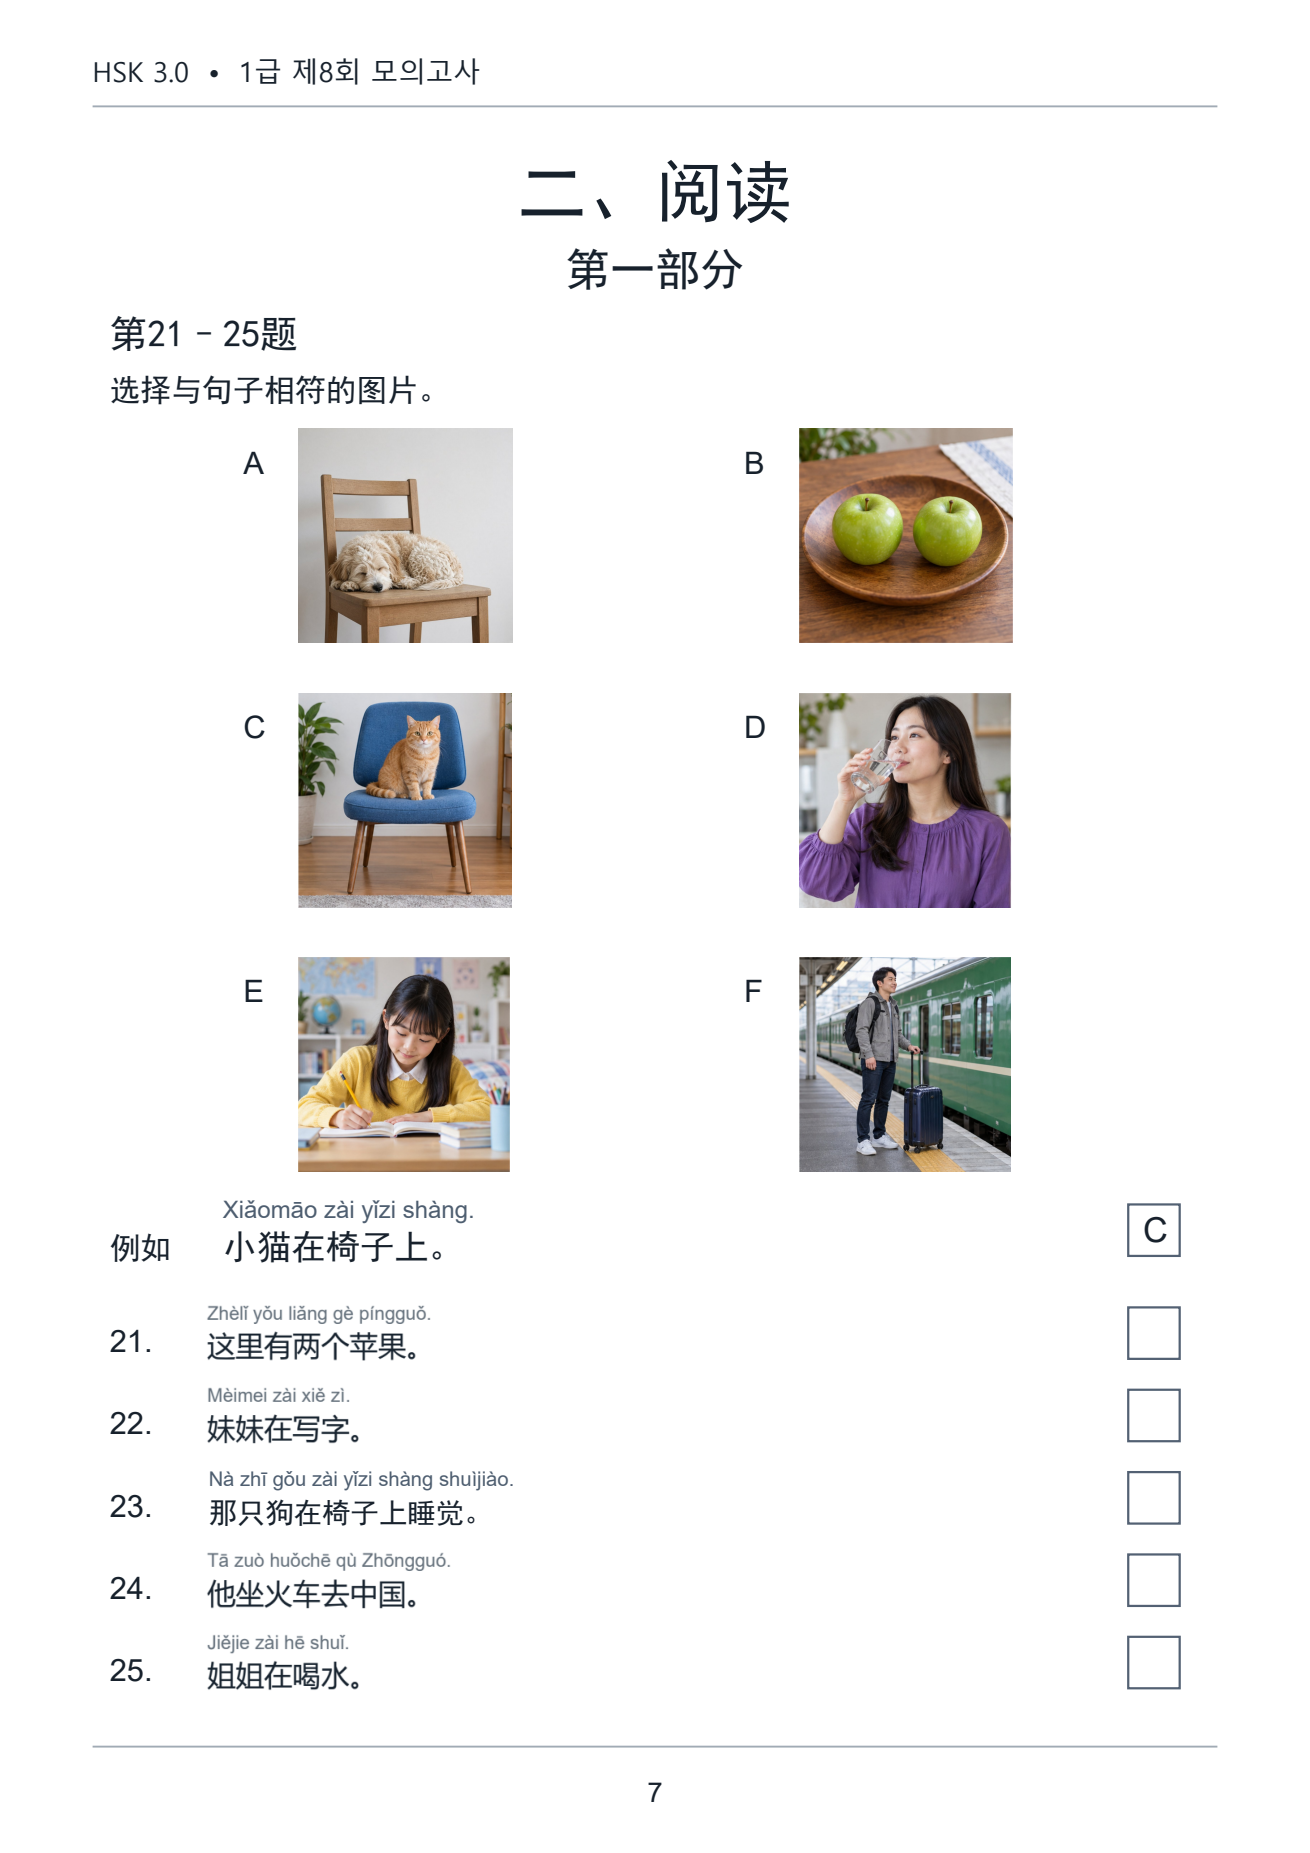 HSK 3.0 • 1급 제8회 모의고사
二、阅读
第一部分
第21－25题
选择与句子相符的图片。
A
B
C
D
E
F
Xiǎomāo zài yǐzi shàng.
例如 小猫在椅子上。 C
Zhèlǐ yǒu liǎng gè píngguǒ.
21. 这里有两个苹果。
Mèimei zài xiě zì.
22. 妹妹在写字。
Nà zhī gǒu zài yǐzi shàng shuìjiào.
23. 那只狗在椅子上睡觉。
Tā zuò huǒchē qù Zhōngguó.
24. 他坐火车去中国。
Jiějie zài hē shuǐ.
25. 姐姐在喝水。
7